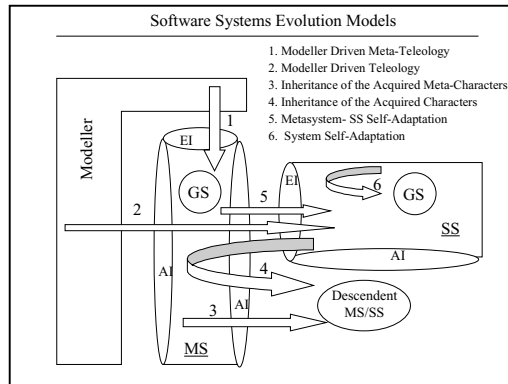 Software Systems Evolution Models
1. Modeller Driven Meta-Teleology
2. Modeller Driven Teleology
3. Inheritance of the Acquired Meta-Characters
4. Inheritance of the Acquired Characters
5. Metasystem- SS Self-Adaptation
6. System Self-Adaptation
Modeller
1
EI
GS
2
5
EI
6
GS
SS
AI
AI
4
AI
3
MS
Descendent
MS/SS